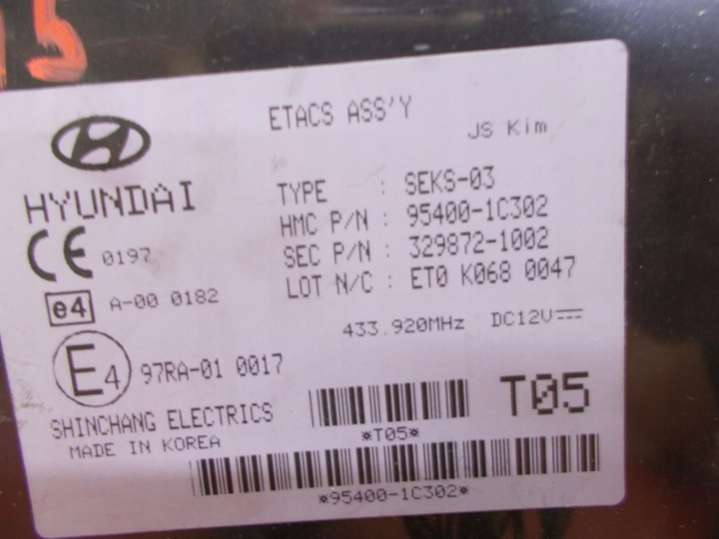 15
ETACS ASS'Y
JS Kim
HYUNDAI
TYPE : SEKS-03
HMC P/N : 95400-1C302
SEC P/N : 329872-1002
LOT N/C : ET0 K068 0047
CE 0197
e4 A-00 0182
433.920MHz DC12V
E4 97RA-01 0017
SHINCHANG ELECTRICS
MADE IN KOREA
*T05*
T05
*95400-1C302*